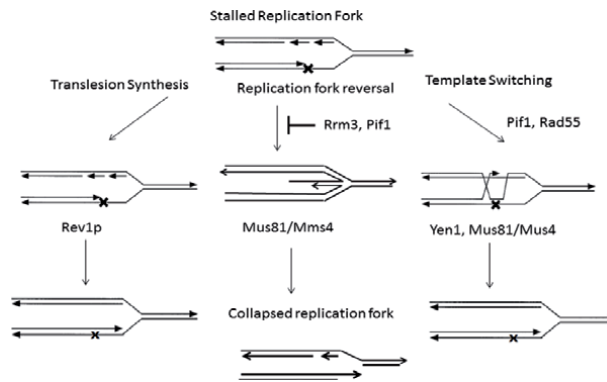 Stalled Replication Fork
Translesion Synthesis
Replication fork reversal
Template Switching
Rrm3, Pif1
Pif1, Rad55
Rev1p
Mus81/Mms4
Yen1, Mus81/Mus4
Collapsed replication fork